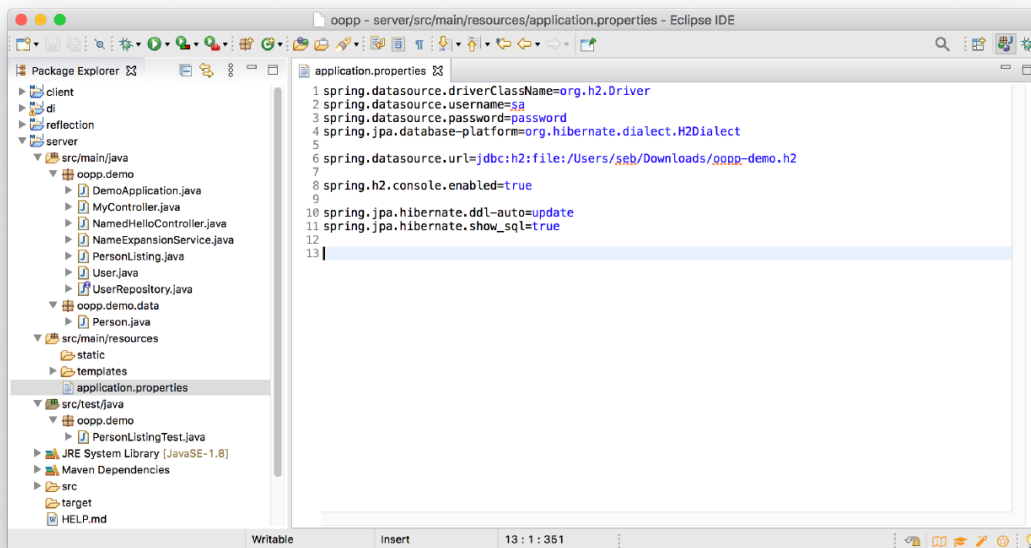 oopp - server/src/main/resources/application.properties - Eclipse IDE
Package Explorer
client
di
reflection
server
src/main/java
oopp.demo
DemoApplication.java
MyController.java
NamedHelloController.java
NameExpansionService.java
PersonListing.java
User.java
UserRepository.java
oopp.demo.data
Person.java
src/main/resources
static
templates
application.properties
src/test/java
oopp.demo
PersonListingTest.java
JRE System Library [JavaSE-1.8]
Maven Dependencies
src
target
HELP.md
application.properties
1 spring.datasource.driverClassName=org.h2.Driver
2 spring.datasource.username=sa
3 spring.datasource.password=password
4 spring.jpa.database-platform=org.hibernate.dialect.H2Dialect
5
6 spring.datasource.url=jdbc:h2:file:/Users/seb/Downloads/oopp-demo.h2
7
8 spring.h2.console.enabled=true
9
10 spring.jpa.hibernate.ddl-auto=update
11 spring.jpa.hibernate.show_sql=true
12
13
Writable Insert 13 : 1 : 351